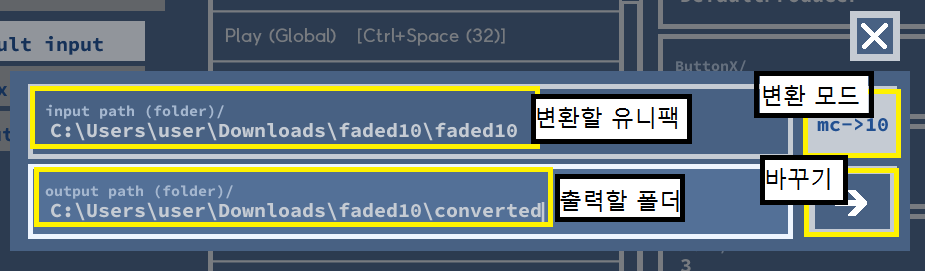 Play (Global) [Ctrl+Space (32)]
ult input
ButtonX/
input path (folder)/
C:\Users\user\Downloads\faded10\faded10
변환할 유니팩
변환 모드
mc->10
output path (folder)/
C:\Users\user\Downloads\faded10\converted
출력할 폴더
바꾸기
3